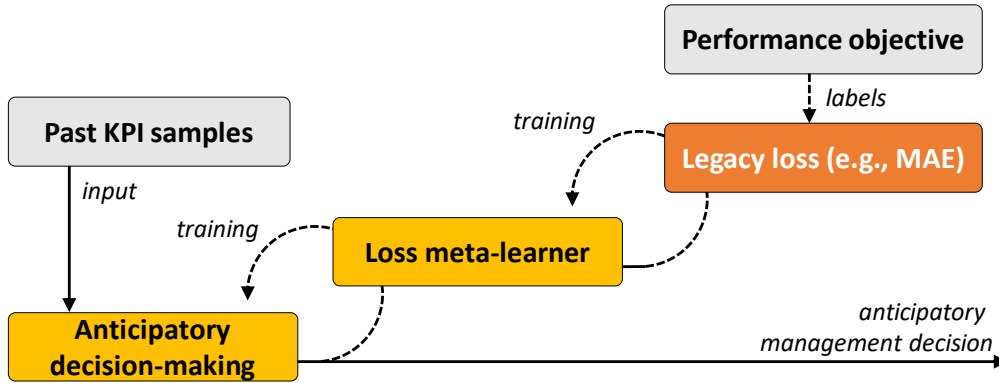 Performance objective
labels
Past KPI samples
training
Legacy loss (e.g., MAE)
input
training
Loss meta-learner
Anticipatory
decision-making
anticipatory
management decision